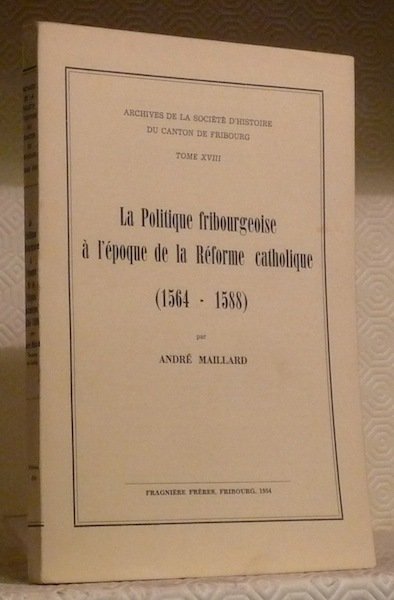 ARCHIVES DE LA SOCIÉTÉ D'HISTOIRE
DU CANTON DE FRIBOURG
TOME XVIII
La Politique fribourgeoise
à l'époque de la Réforme catholique
(1564 - 1588)
par
ANDRÉ MAILLARD
FRAGNIÈRE FRÈRES, FRIBOURG, 1954